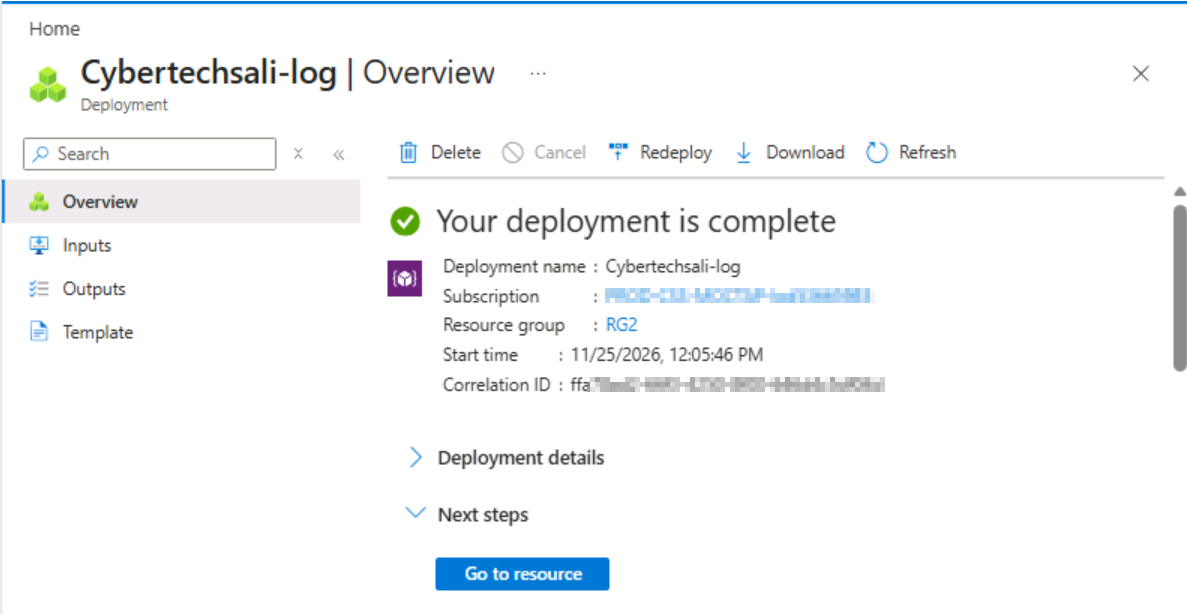 Home
Cybertechsali-log | Overview ...
Deployment
Search
Overview
Inputs
Outputs
Template
Delete Cancel Redeploy Download Refresh
Your deployment is complete
Deployment name : Cybertechsali-log
Subscription :
Resource group : RG2
Start time : 11/25/2026, 12:05:46 PM
Correlation ID : ffa
Deployment details
Next steps
Go to resource